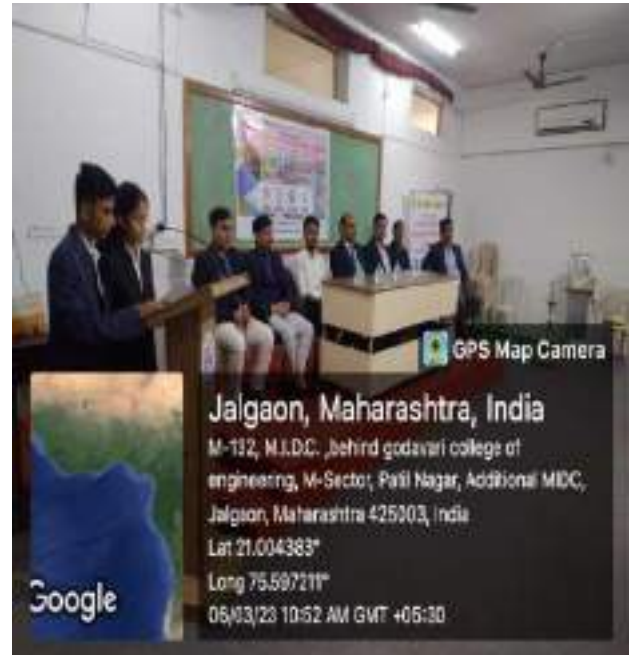 GPS Map Camera
Jalgaon, Maharashtra, India
M-132, M.I.D.C. ,behind godavari college of
engineering, M-Sector, Patil Nagar, Additional MIDC,
Jalgaon, Maharashtra 425003, India
Lat 21.004383°
Long 75.597211°
06/03/23 10:52 AM GMT +05:30
Google